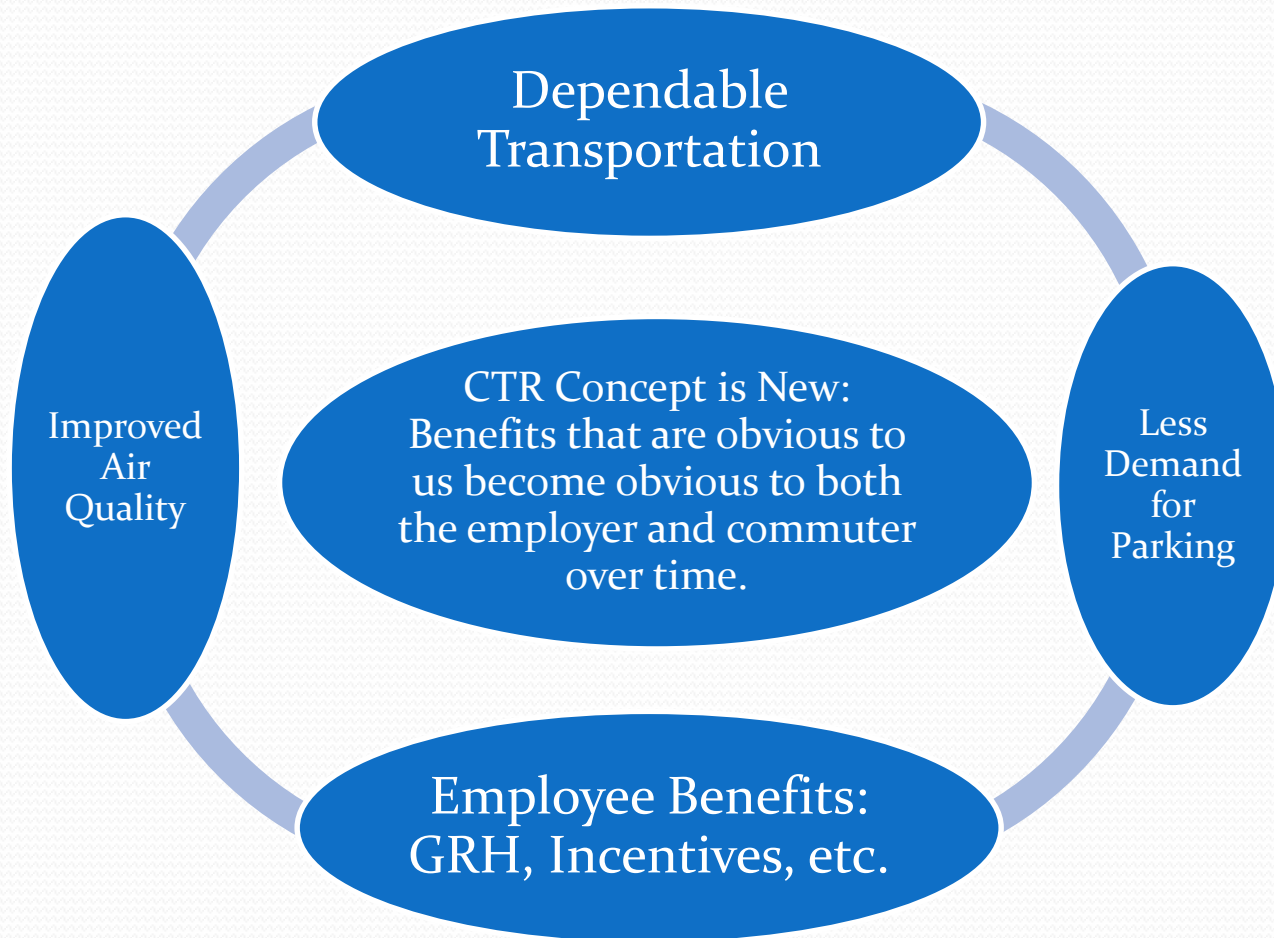 Dependable
Transportation
Improved
Air
Quality
CTR Concept is New:
Benefits that are obvious to
us become obvious to both
the employer and commuter
over time.
Less
Demand
for
Parking
Employee Benefits:
GRH, Incentives, etc.